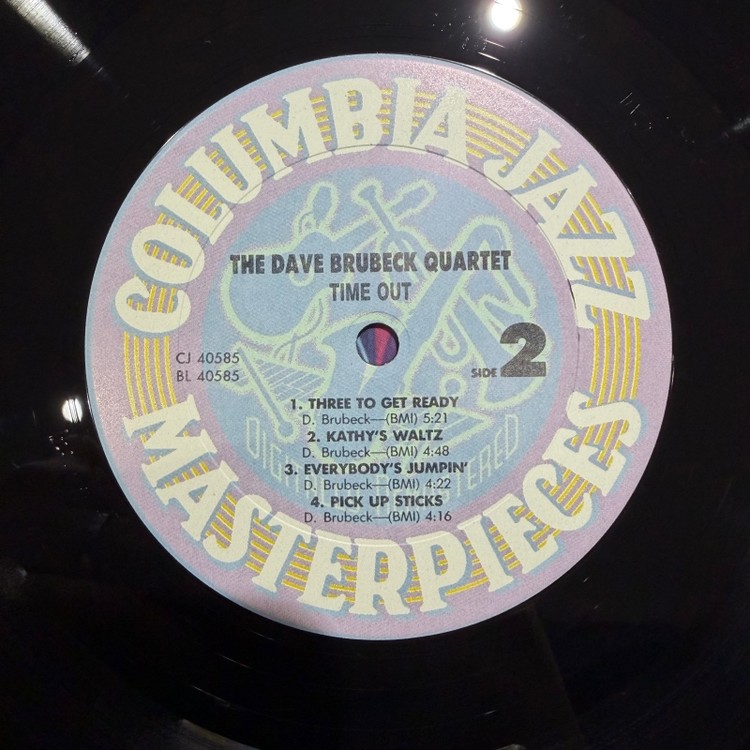 COLUMBIA JAZZ
THE DAVE BRUBECK QUARTET
TIME OUT
CJ 40585
BL 40585
SIDE 2
1. THREE TO GET READY
D. Brubeck—(BMI) 5:21
2. KATHY'S WALTZ
D. Brubeck—(BMI) 4:48
3. EVERYBODY'S JUMPIN'
D. Brubeck—(BMI) 4:22
4. PICK UP STICKS
D. Brubeck—(BMI) 4:16
MASTERPIECES